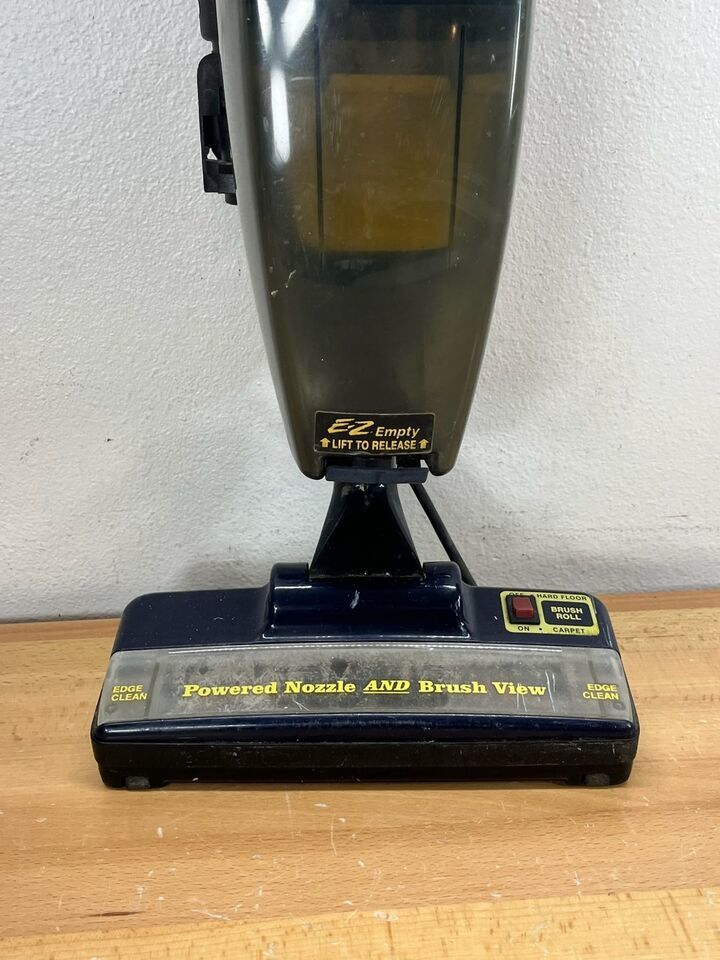 E-Z Empty
LIFT TO RELEASE
OFF HARD FLOOR
BRUSH
ROLL
ON • CARPET
EDGE
CLEAN
Powered Nozzle AND Brush View
EDGE
CLEAN